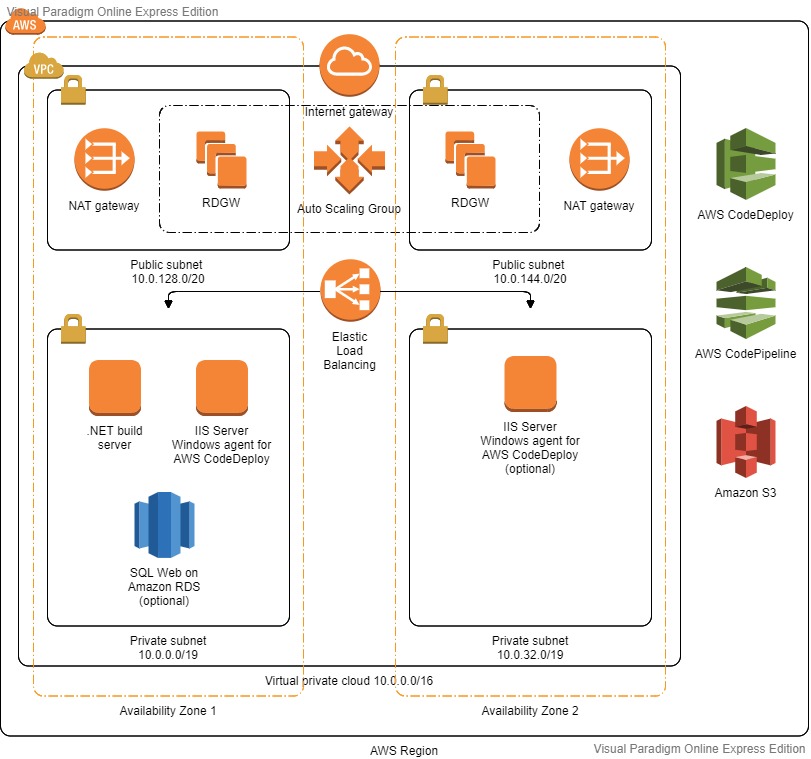 Visual Paradigm Online Express Edition
AWS
VPC
Internet gateway
NAT gateway
RDGW
Auto Scaling Group
RDGW
NAT gateway
AWS CodeDeploy
Public subnet
10.0.128.0/20
Public subnet
10.0.144.0/20
Elastic
Load
Balancing
AWS CodePipeline
.NET build
server
IIS Server
Windows agent for
AWS CodeDeploy
IIS Server
Windows agent for
AWS CodeDeploy
(optional)
Amazon S3
SQL Web on
Amazon RDS
(optional)
Private subnet
10.0.0.0/19
Private subnet
10.0.32.0/19
Virtual private cloud 10.0.0.0/16
Availability Zone 1
Availability Zone 2
AWS Region
Visual Paradigm Online Express Edition